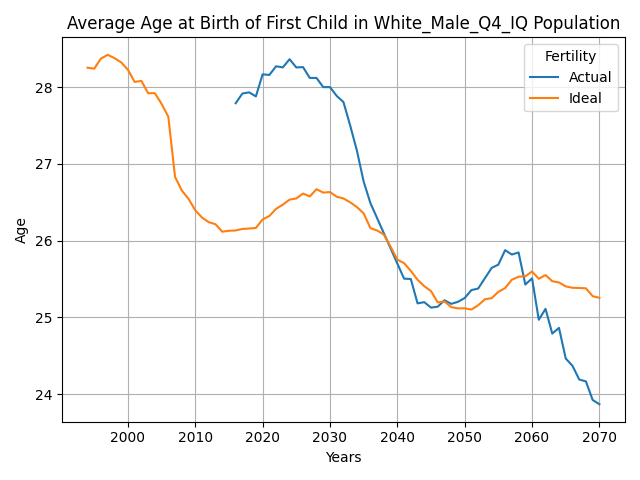 Average Age at Birth of First Child in White_Male_Q4_IQ Population
Fertility
Actual
Ideal
28
27
26
25
24
Age
2000
2010
2020
2030
2040
2050
2060
2070
Years